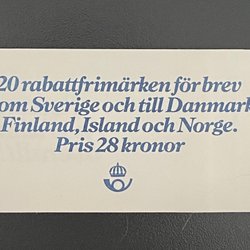 20 rabattfrimärken för brev
om Sverige och till Danmark
Finland, Island och Norge.
Pris 28 kronor